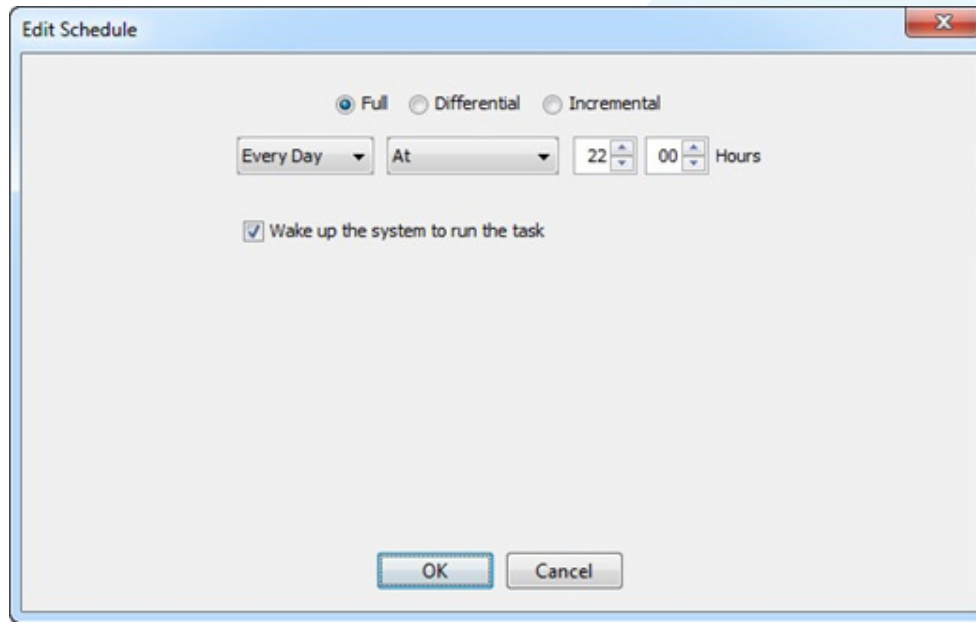 Edit Schedule
Full Differential Incremental
Every Day At 22 00 Hours
Wake up the system to run the task
OK Cancel